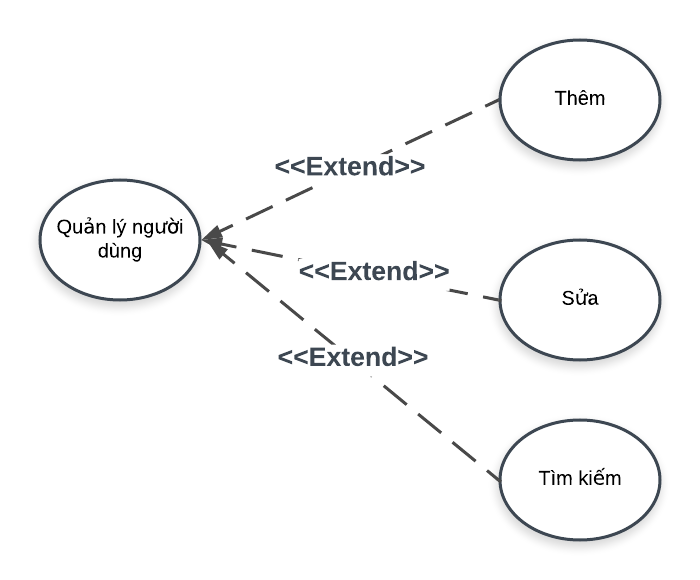 Thêm
<<Extend>>
Quản lý người
dùng
<<Extend>>
Sửa
<<Extend>>
Tìm kiếm